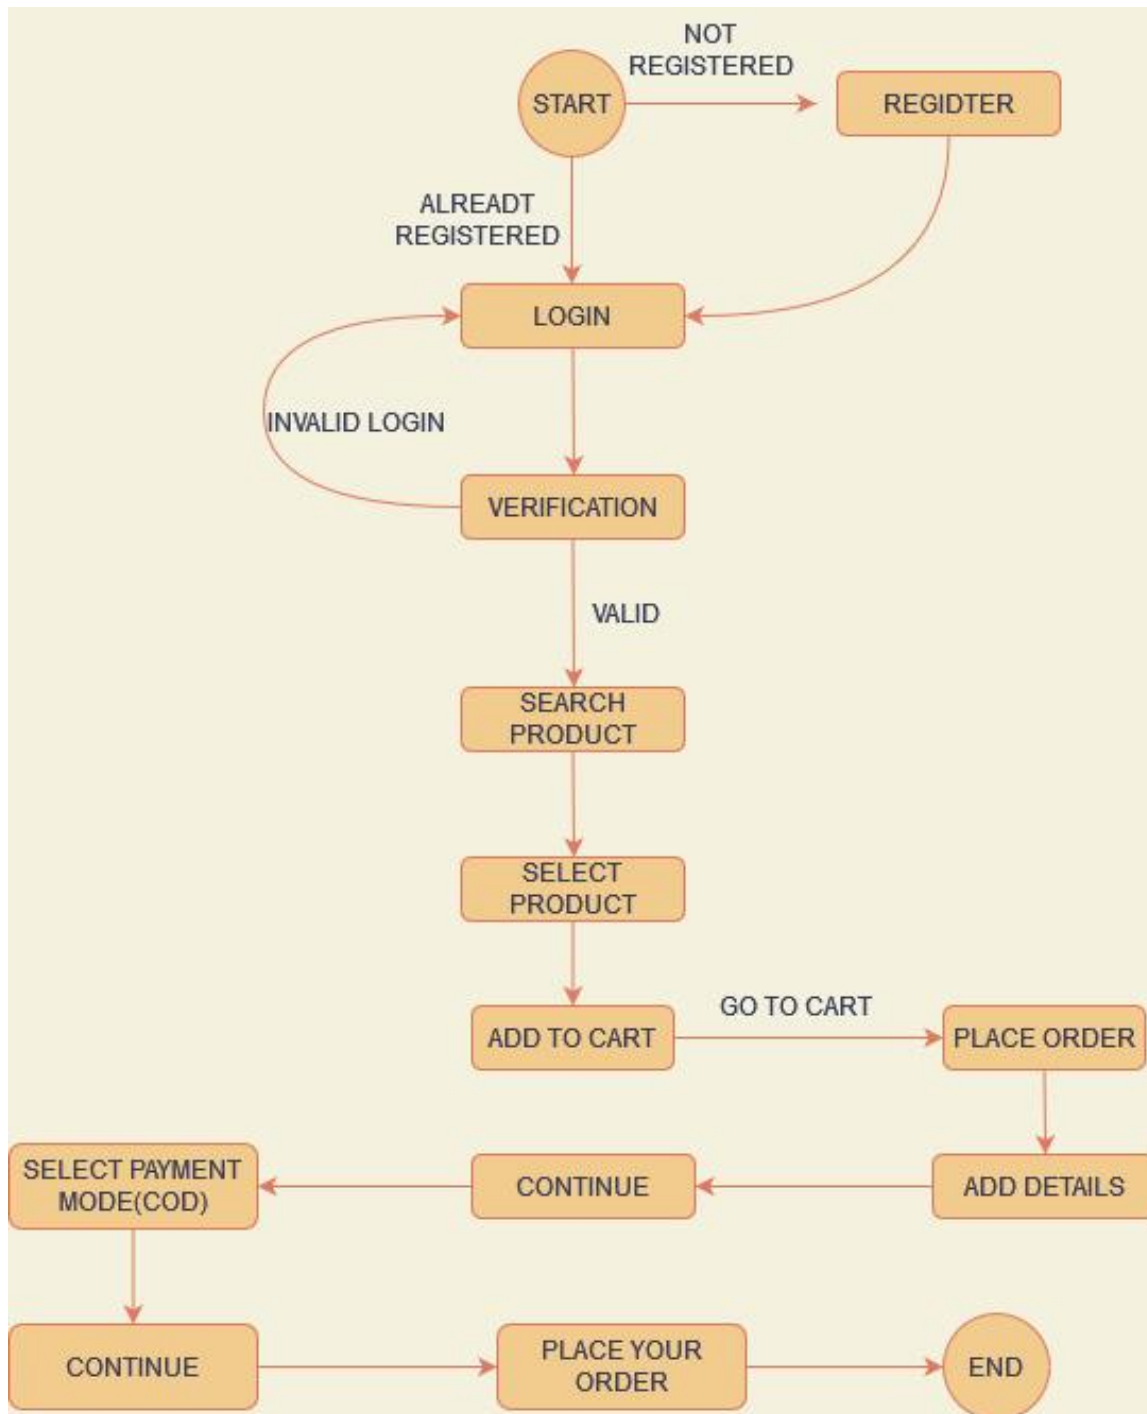 NOT
REGISTERED
START
REGIDTER
ALREADT
REGISTERED
LOGIN
INVALID LOGIN
VERIFICATION
VALID
SEARCH
PRODUCT
SELECT
PRODUCT
GO TO CART
ADD TO CART
PLACE ORDER
ADD DETAILS
CONTINUE
SELECT PAYMENT
MODE(COD)
CONTINUE
PLACE YOUR
ORDER
END